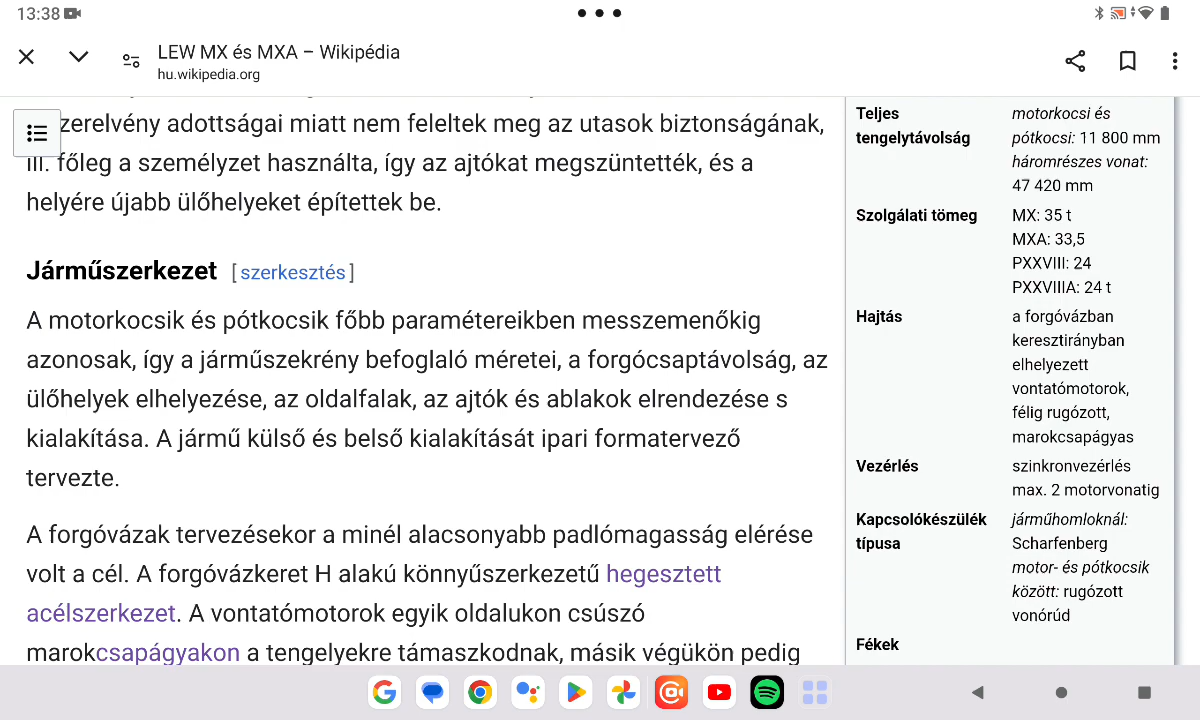 13:38
LEW MX és MXA – Wikipédia
hu.wikipedia.org
zerelvény adottságai miatt nem feleltek meg az utasok biztonságának,
ill. főleg a személyzet használta, így az ajtókat megszüntették, és a
helyére újabb ülőhelyeket építettek be.
Járműszerkezet [szerkesztés]
A motorkocsik és pótkocsik főbb paramétereikben messzemenőkig
azonosak, így a járműszekrény befoglaló méretei, a forgócsaptávolság, az
ülőhelyek elhelyezése, az oldalfalak, az ajtók és ablakok elrendezése s
kialakítása. A jármű külső és belső kialakítását ipari formatervező
tervezte.
A forgóvázak tervezésekor a minél alacsonyabb padlómagasság elérése
volt a cél. A forgóvázkeret H alakú könnyűszerkezetű hegesztett
acélszerkezet. A vontatómotorok egyik oldalukon csúszó
marokcsapágyakon a tengelyekre támaszkodnak, másik végükön pedig
Teljes
tengelytávolság
motorkocsi és
pótkocsi: 11 800 mm
háromrészes vonat:
47 420 mm
Szolgálati tömeg
MX: 35 t
MXA: 33,5
PXXVIII: 24
PXXVIIIA: 24 t
Hajtás
a forgóvázban
keresztirányban
elhelyezett
vontatómotorok,
félig rugózott,
marokcsapágyas
Vezérlés
szinkronvezérlés
max. 2 motorvonatig
Kapcsolókészülék
típusa
járműhomloknál:
Scharfenberg
motor- és pótkocsik
között: rugózott
vonórúd
Fékek